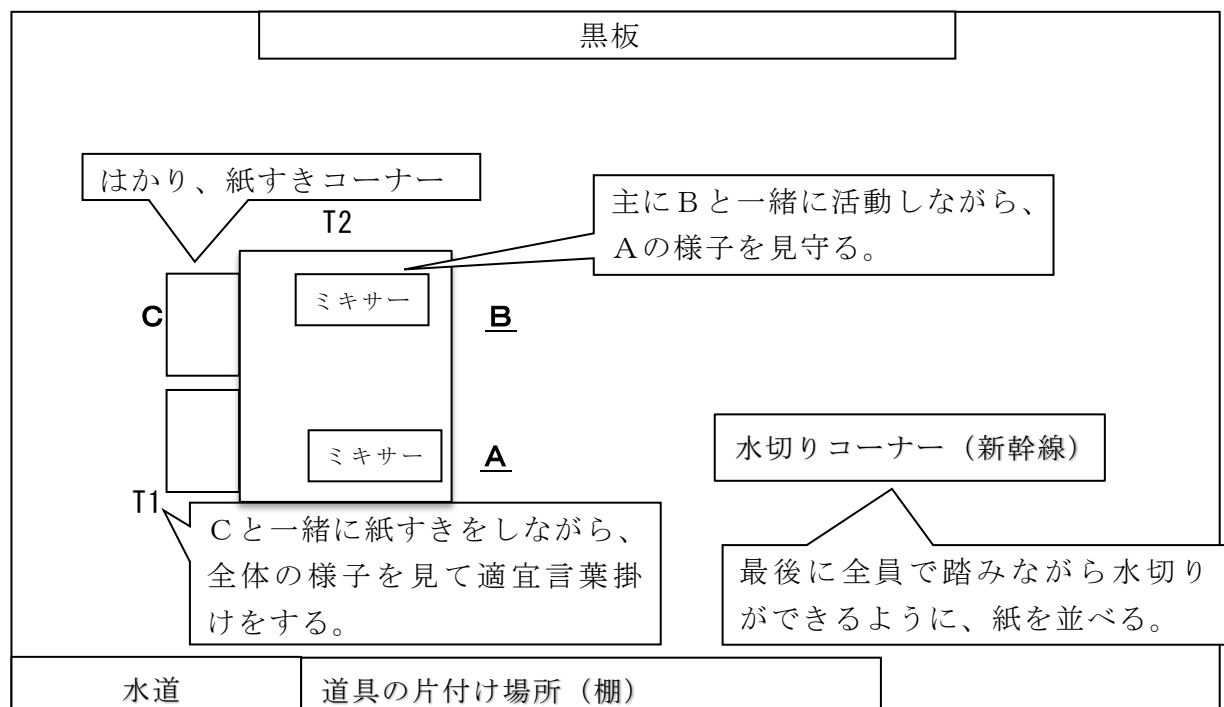 黒板
はかり、紙すきコーナー
T2
主にＢと一緒に活動しながら、
Ａの様子を見守る。
ミキサー
C
B
ミキサー
A
水切りコーナー（新幹線）
T1
Ｃと一緒に紙すきをしながら、
全体の様子を見て適宜言葉掛
けをする。
最後に全員で踏みながら水切り
ができるように、紙を並べる。
水道
道具の片付け場所（棚）